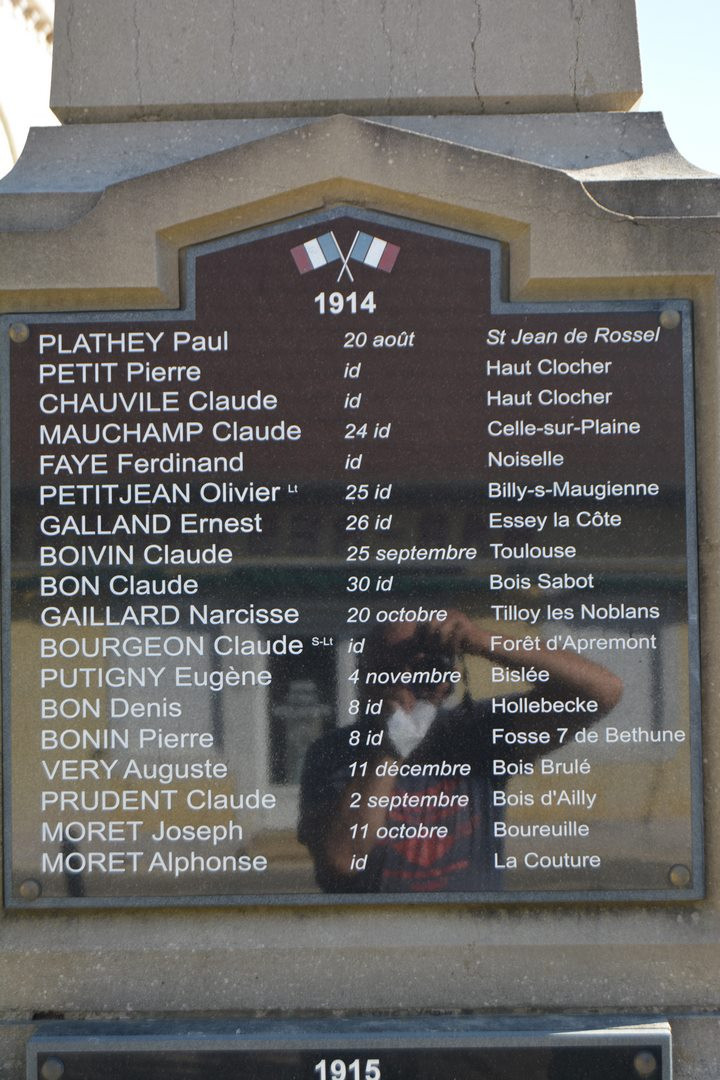 1914
PLATHEY Paul 20 août St Jean de Rossel
PETIT Pierre id Haut Clocher
CHAUVILE Claude id Haut Clocher
MAUCHAMP Claude 24 id Celle-sur-Plaine
FAYE Ferdinand id Noiselle
PETITJEAN Olivier Lt 25 id Billy-s-Maugienne
GALLAND Ernest 26 id Essey la Côte
BOIVIN Claude 25 septembre Toulouse
BON Claude 30 id Bois Sabot
GAILLARD Narcisse 20 octobre Tilloy les Noblans
BOURGEON Claude S-Lt id Forêt d'Apremont
PUTIGNY Eugène 4 novembre Bislée
BON Denis 8 id Hollebecke
BONIN Pierre 8 id Fosse 7 de Bethune
VERY Auguste 11 décembre Bois Brulé
PRUDENT Claude 2 septembre Bois d'Ailly
MORET Joseph 11 octobre Boureuille
MORET Alphonse id La Couture
1915